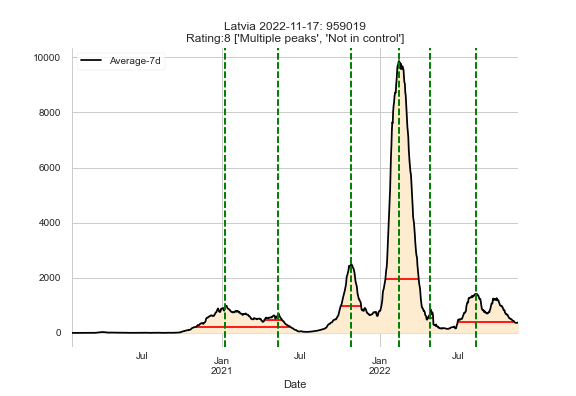 Latvia 2022-11-17: 959019
Rating:8 ['Multiple peaks', 'Not in control']
Average-7d
10000
8000
6000
4000
2000
0
Jul
Jan
2021
Jul
Jan
2022
Jul
Date